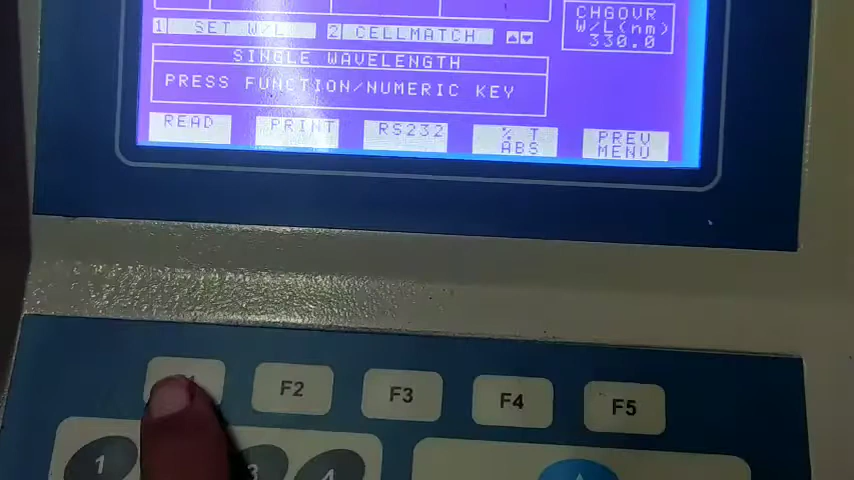 CHGOVR
W/L(nm)
330.0
1 SET W/L 2 CELLMATCH
SINGLE WAVELENGTH
PRESS FUNCTION/NUMERIC KEY
READ PRINT RS232 % T ABS PREV MENU
F2 F3 F4 F5
1 3 4